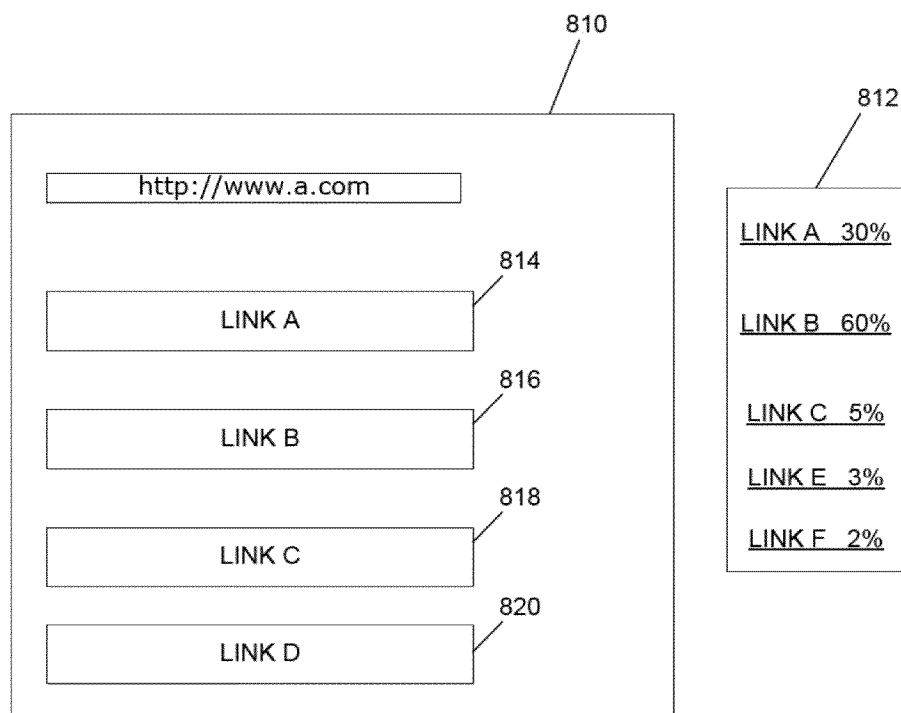 810
812
http://www.a.com
814
LINK A
816
LINK B
818
LINK C
820
LINK D
LINK A 30%
LINK B 60%
LINK C 5%
LINK E 3%
LINK F 2%